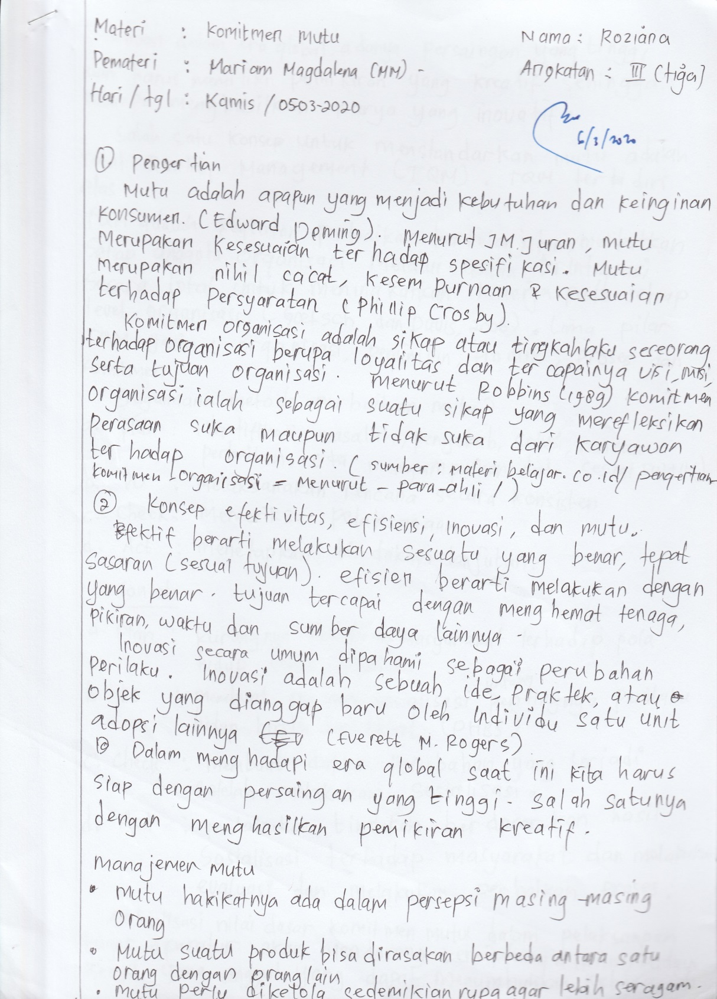 Materi : Komitmen mutu
Nama : Roziana
Pemateri : Mariam Magdalena (MM) -
Angkatan : III (tiga)
Hari / tgl : Kamis / 0503-2020
6/3/2020
① Pengertian
Mutu adalah apapun yang menjadi kebutuhan dan keinginan
Konsumen. (Edward Deming). Menurut JM. Juran, mutu
Merupakan Kesesuaian terhadap spesifikasi. Mutu
merupakan nihil cacat, kesempurnaan & kesesuaian
terhadap Persyaratan (Phillip Crosby).
Komitmen organisasi adalah sikap atau tingkahlaku seseorang
terhadap organisasi berupa loyalitas dan tercapainya visi, misi,
serta tujuan organisasi. menurut Robbins (1989) komitmen
organisasi ialah sebagai suatu sikap yang merefleksikan
perasaan suka maupun tidak suka dari karyawan
terhadap organisasi. (sumber : materi belajar.co.id/pengertian-
komitmen-organisasi = menurut - para-ahli /)
② Konsep efektivitas, efisiensi, inovasi, dan mutu.
Efektif berarti melakukan sesuatu yang benar, tepat
sasaran (sesuai tujuan). efisien berarti melakukan dengan
yang benar. tujuan tercapai dengan menghemat tenaga,
pikiran, waktu dan sumber daya lainnya -
Inovasi secara umum dipahami sebagai perubahan
perilaku. Inovasi adalah sebuah ide, praktek, atau
objek yang dianggap baru oleh Individu satu unit
adopsi lainnya (Everett M. Rogers)
Dalam menghadapi era global saat ini kita harus
siap dengan persaingan yang tinggi. salah satunya
dengan menghasilkan pemikiran kreatif.
manajemen mutu
• mutu hakikatnya ada dalam persepsi masing-masing
orang
• Mutu suatu produk bisa dirasakan berbeda antara satu
orang dengan orang lain
• mutu perlu dikelola sedemikian rupa agar lebih seragam.